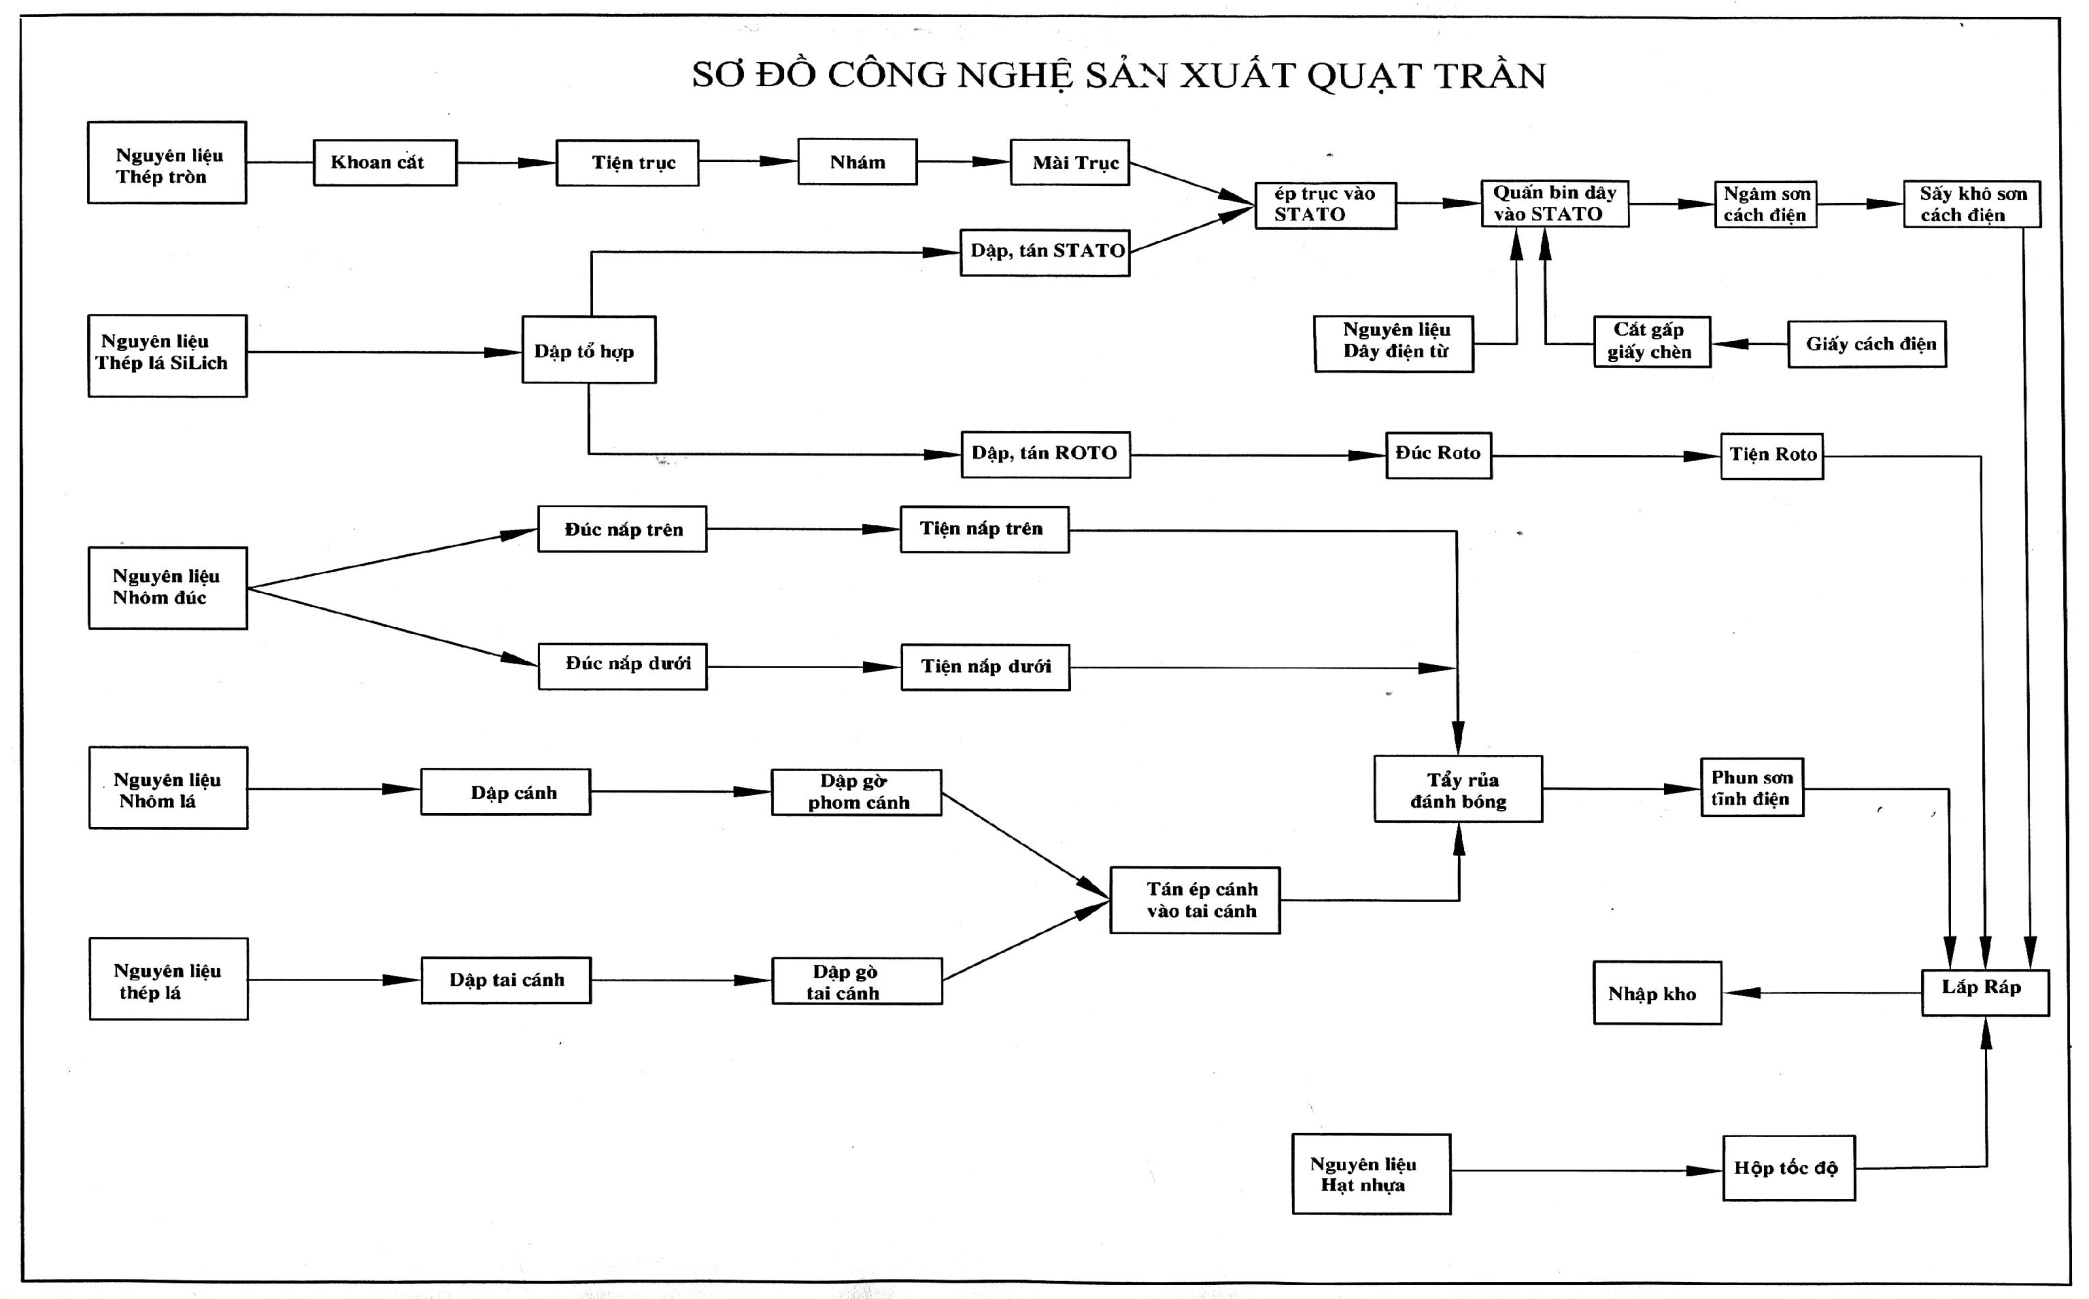 SƠ ĐỒ CÔNG NGHỆ SẢN XUẤT QUẠT TRẦN
Nguyên liệu
Thép tròn
Khoan cắt
Tiện trục
Nhám
Mài Trục
ép trục vào
STATO
Quấn bin dây
vào STATO
Ngâm sơn
cách điện
Sấy khô sơn
cách điện
Dập, tán STATO
Nguyên liệu
Thép lá SiLich
Dập tổ hợp
Nguyên liệu
Dây điện từ
Cắt gấp
giấy chèn
Giấy cách điện
Dập, tán ROTO
Đúc Roto
Tiện Roto
Nguyên liệu
Nhôm đúc
Đúc nắp trên
Tiện nắp trên
Đúc nắp dưới
Tiện nắp dưới
Nguyên liệu
Nhôm lá
Dập cánh
Dập gờ
phom cánh
Tẩy rủa
đánh bóng
Phun sơn
tĩnh điện
Tán ép cánh
vào tai cánh
Nguyên liệu
thép lá
Dập tai cánh
Dập gò
tai cánh
Nhập kho
Lắp Ráp
Nguyên liệu
Hạt nhựa
Hộp tốc độ